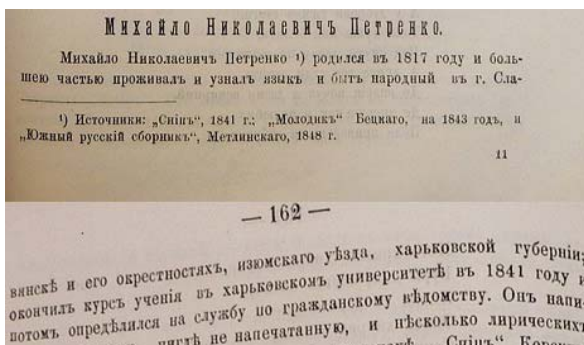 Михайло Николаевичъ Петренко.
Михайло Николаевичъ Петренко ¹) родился въ 1817 году и боль-
шею частью проживалъ и узналъ языкъ и бытъ народный въ г. Сла-
¹) Источники: „Снiпъ“, 1841 г.; „Молодикъ“ Бецкаго, на 1843 годъ, и
„Южный русскiй сборникъ“, Метлинскаго, 1848 г.
11
— 162 —
вянскѣ и его окрестностяхъ, изюмскаго уѣзда, харьковской губернiи;
окончилъ курсъ ученiя въ харьковскомъ университетѣ въ 1841 году и
потомъ опредѣлился на службу по гражданскому вѣдомству. Онъ напи-
нигдѣ не напечатанную, и нѣсколько лирическихъ
„Снiпъ“